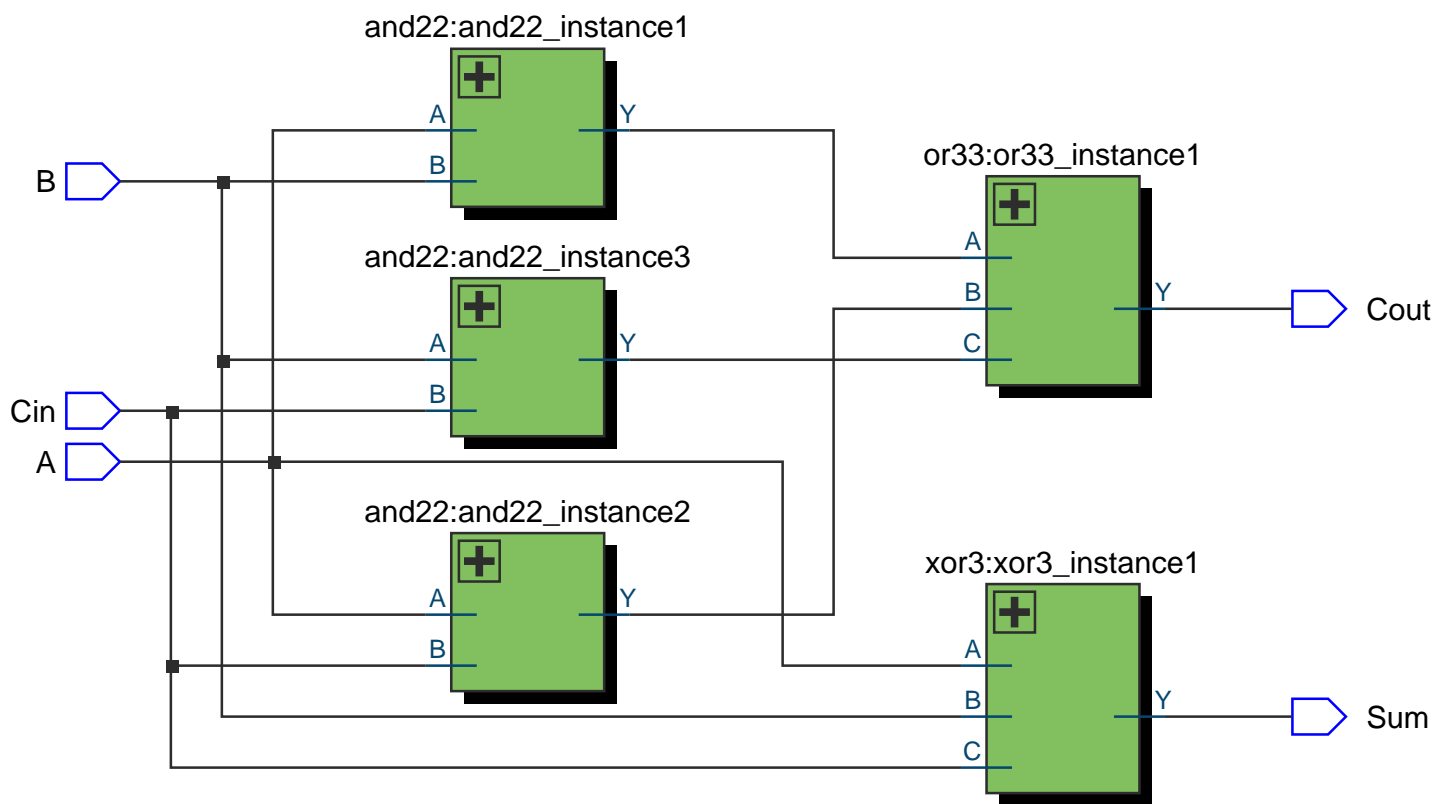 and22:and22_instance1
A
Y
B
B
or33:or33_instance1
A
B
C
Y
Cout
and22:and22_instance3
A
Y
B
Cin
A
and22:and22_instance2
A
Y
B
xor3:xor3_instance1
A
B
C
Y
Sum